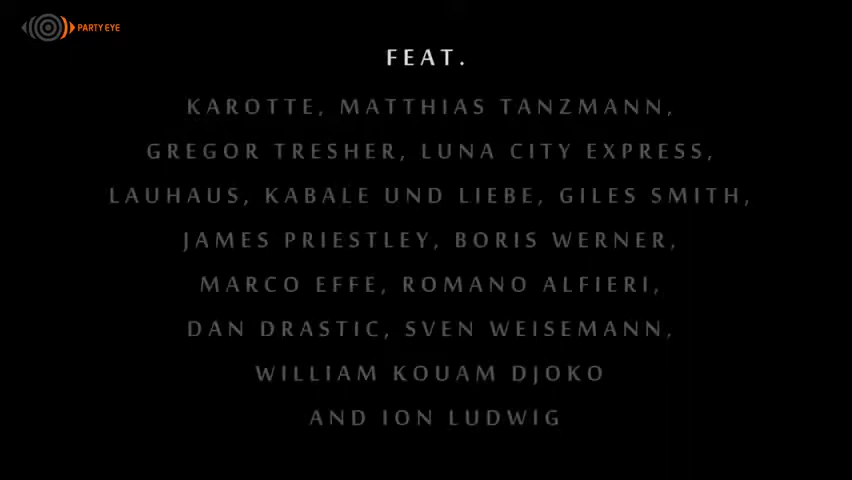 PARTY EYE
FEAT.
KAROTTE, MATTHIAS TANZMANN,
GREGOR TRESHER, LUNA CITY EXPRESS,
LAUHAUS, KABALE UND LIEBE, GILES SMITH,
JAMES PRIESTLEY, BORIS WERNER,
MARCO EFFE, ROMANO ALFIERI,
DAN DRASTIC, SVEN WEISEMANN,
WILLIAM KOUAM DJOKO
AND ION LUDWIG